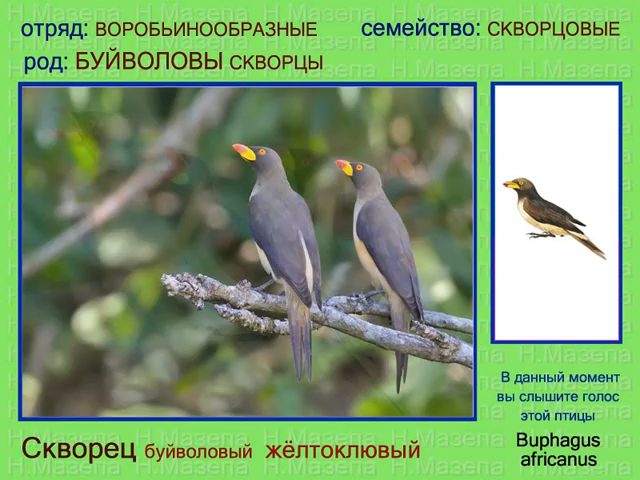 отряд: ВОРОБЬИНООБРАЗНЫЕ семейство: СКВОРЦОВЫЕ
род: БУЙВОЛОВЫ СКВОРЦЫ
В данный момент
вы слышите голос
этой птицы
Скворец буйволовый жёлтоклювый
Buphagus
africanus
Н.Мазепа